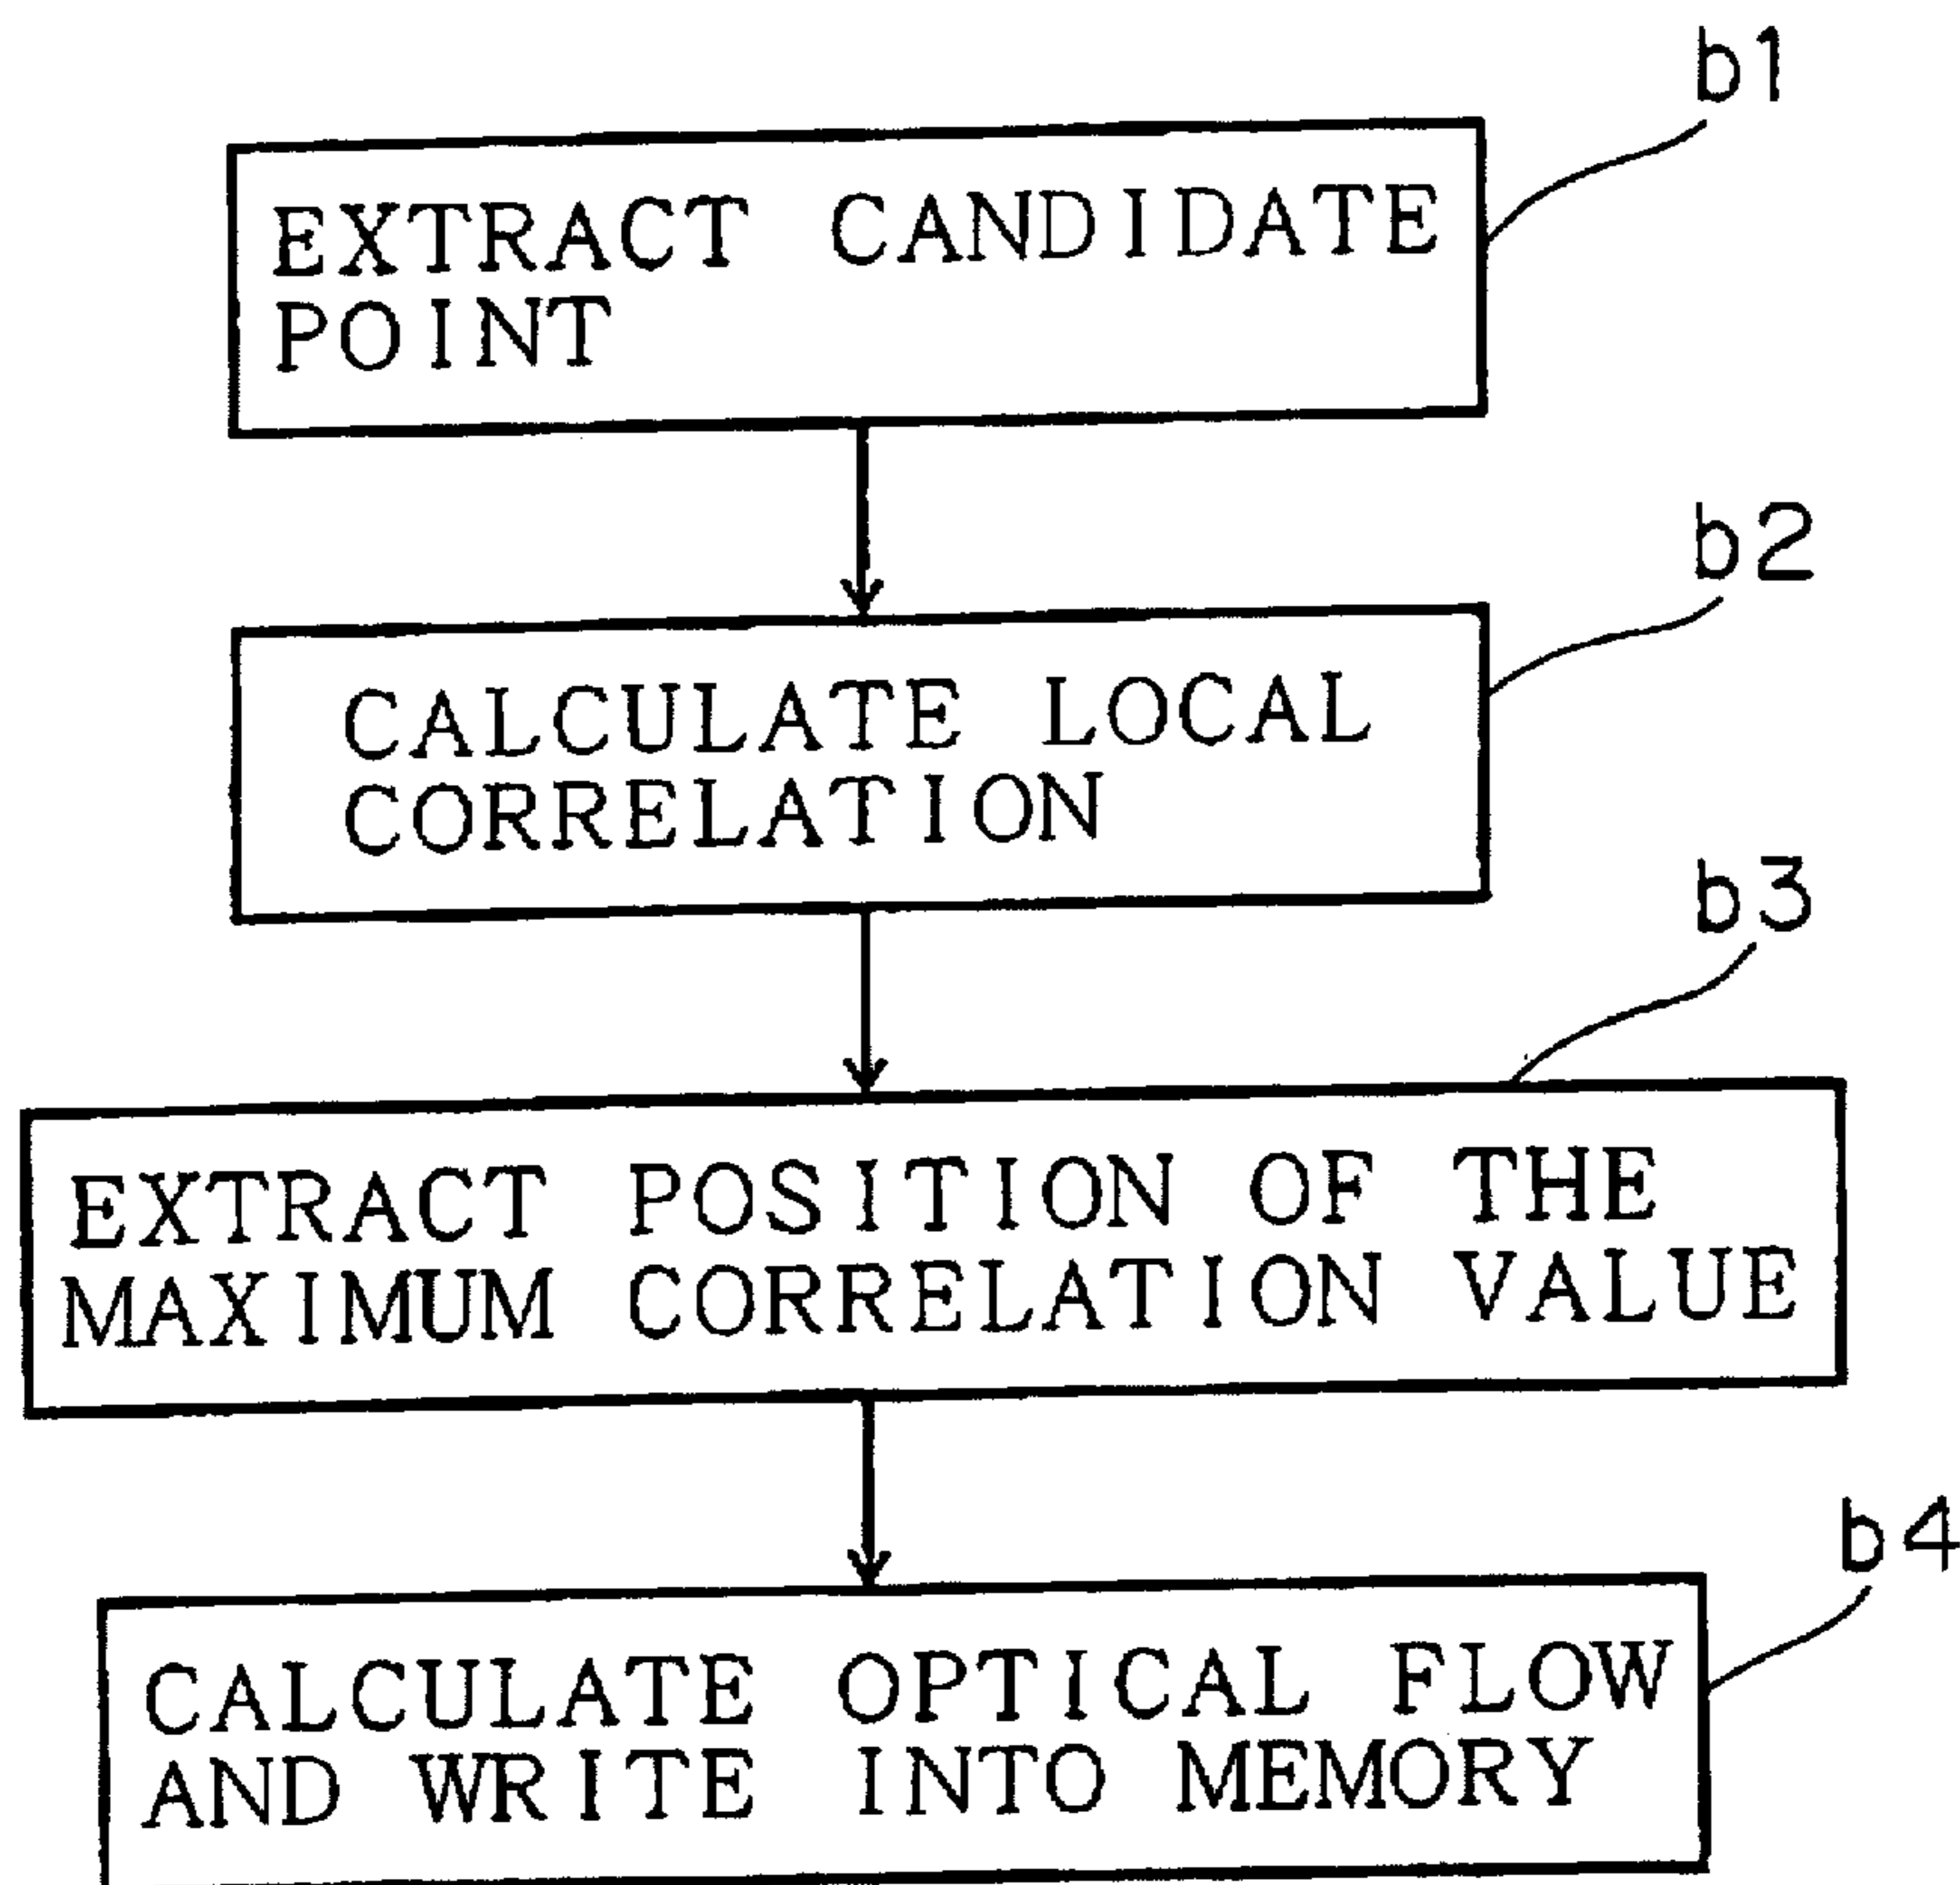 b1
EXTRACT CANDIDATE
POINT
b2
CALCULATE LOCAL
CORRELATION
b3
EXTRACT POSITION OF THE
MAXIMUM CORRELATION VALUE
b4
CALCULATE OPTICAL FLOW
AND WRITE INTO MEMORY